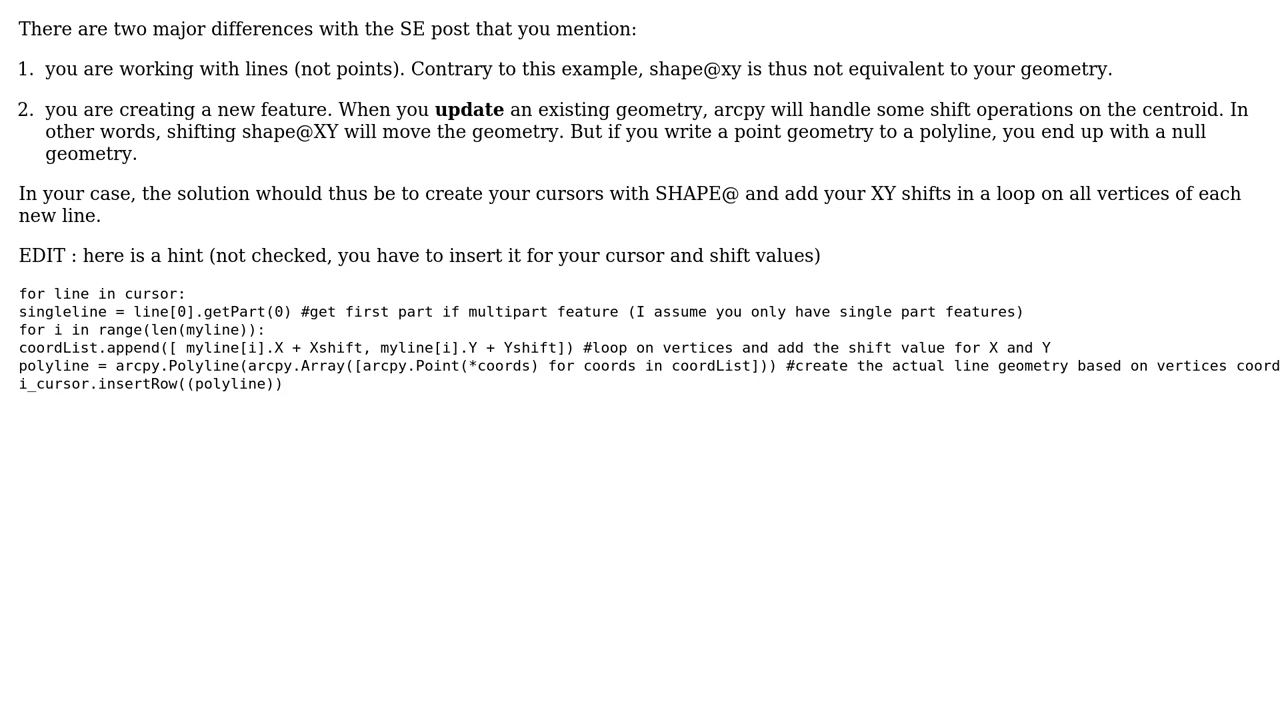 There are two major differences with the SE post that you mention:
1. you are working with lines (not points). Contrary to this example, shape@xy is thus not equivalent to your geometry.
2. you are creating a new feature. When you update an existing geometry, arcpy will handle some shift operations on the centroid. In
other words, shifting shape@XY will move the geometry. But if you write a point geometry to a polyline, you end up with a null
geometry.
In your case, the solution whould thus be to create your cursors with SHAPE@ and add your XY shifts in a loop on all vertices of each
new line.
EDIT : here is a hint (not checked, you have to insert it for your cursor and shift values)
for line in cursor:
singleline = line[0].getPart(0) #get first part if multipart feature (I assume you only have single part features)
for i in range(len(myline)):
coordList.append([ myline[i].X + Xshift, myline[i].Y + Yshift]) #loop on vertices and add the shift value for X and Y
polyline = arcpy.Polyline(arcpy.Array([arcpy.Point(*coords) for coords in coordList])) #create the actual line geometry based on vertices coord
i_cursor.insertRow((polyline))